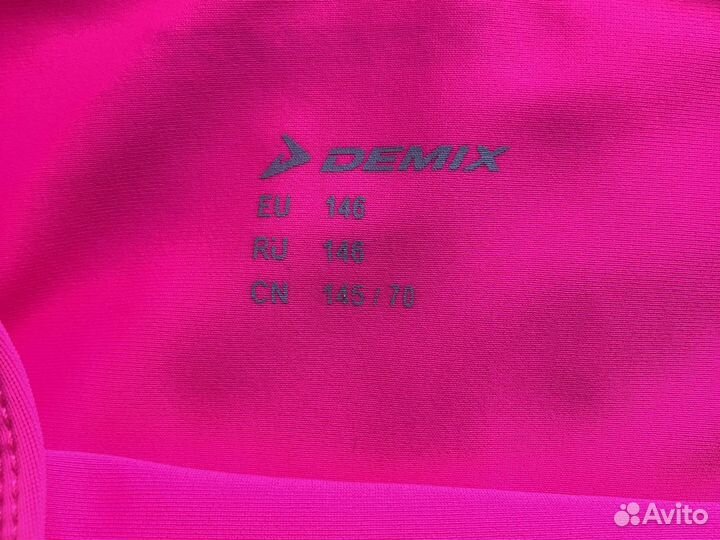 DEMIX
EU 146
RU 146
CN 145 / 70
Avito